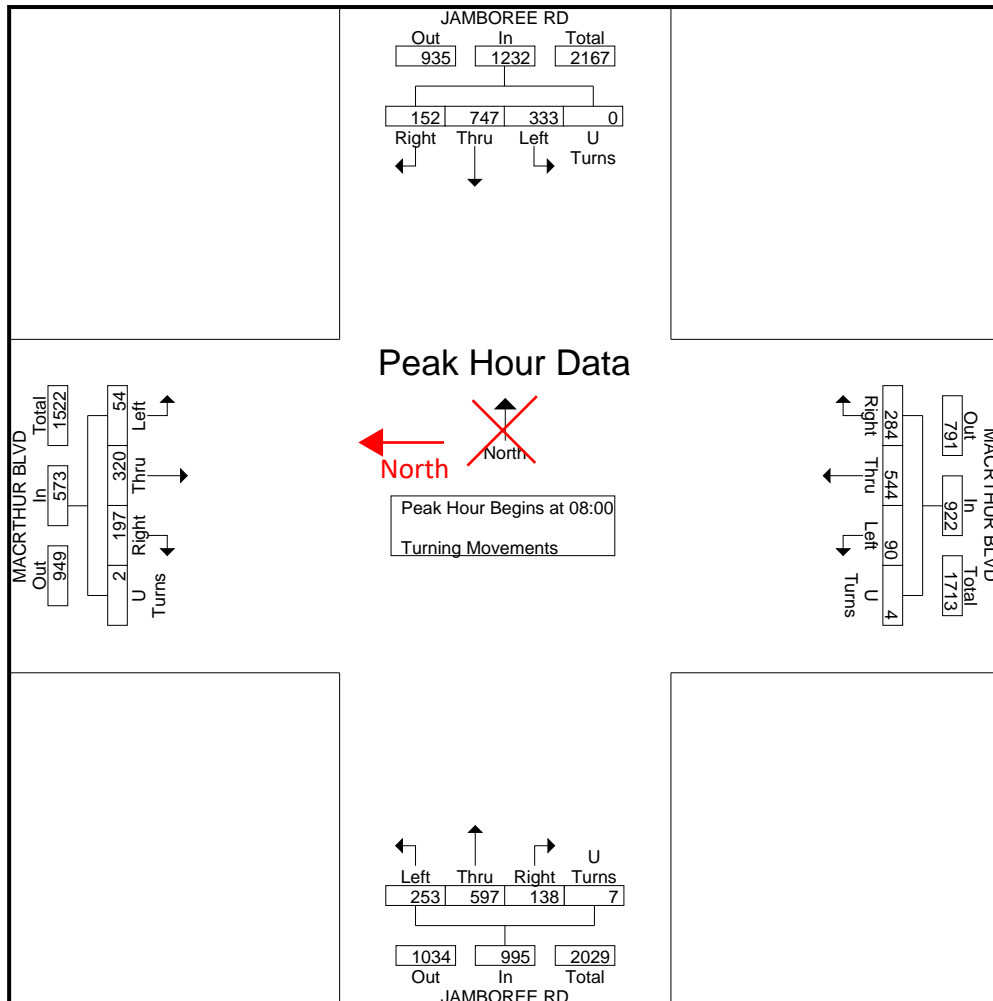 JAMBOREE RD
Out In Total
935 1232 2167
152 747 333 0
Right Thru Left U
Turns
Peak Hour Data
North
North
Peak Hour Begins at 08:00
Turning Movements
MACRTHUR BLVD
Total In Out
1522 573 949
54 320 197 2
Left Thru Right U
Turns
MACRTHUR BLVD
Out In Total
791 922 1713
284 544 90 4
Right Thru Left U
Turns
U
Left Thru Right Turns
253 597 138 7
1034 995 2029
Out In Total
JAMBOREE RD